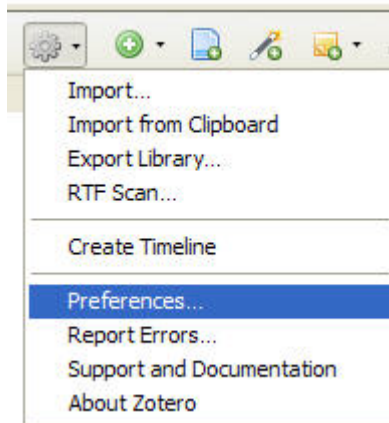 Import...
Import from Clipboard
Export Library...
RTF Scan...
Create Timeline
Preferences...
Report Errors...
Support and Documentation
About Zotero